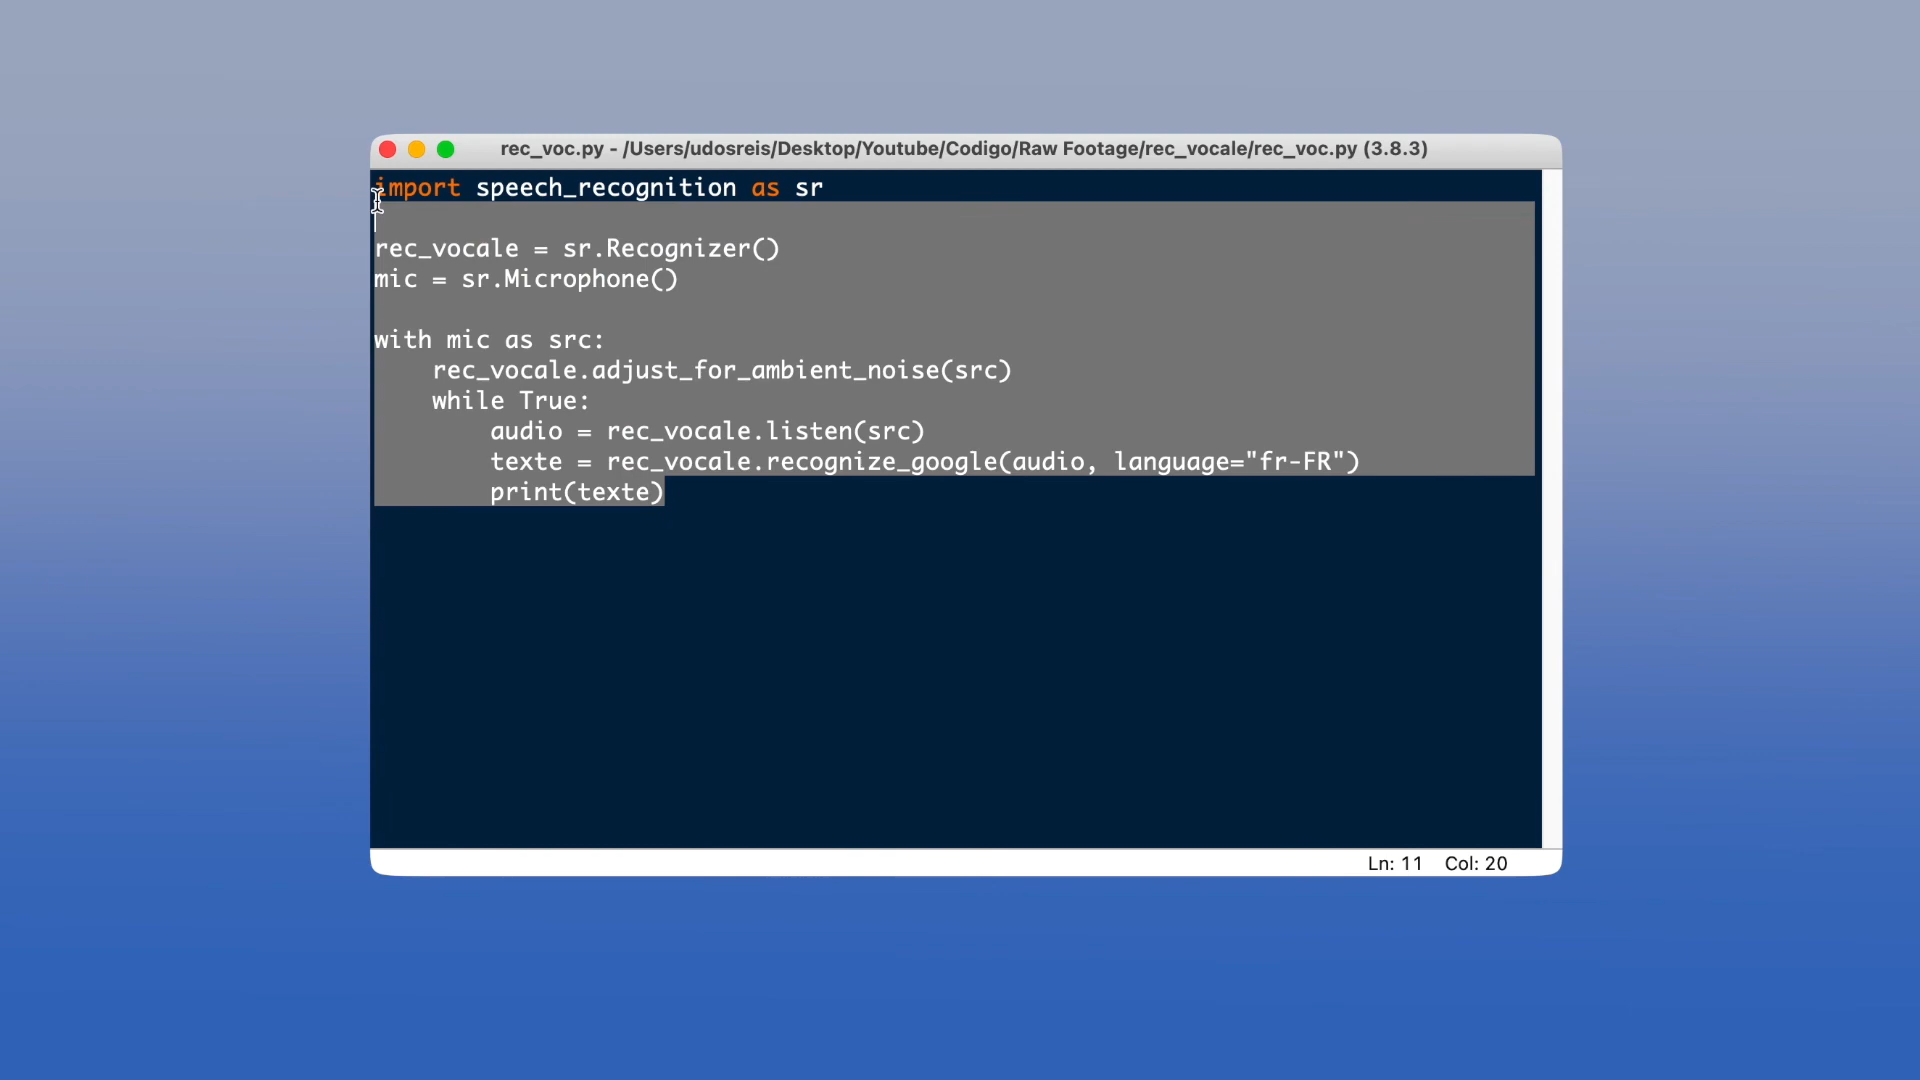 rec_voc.py - /Users/udosreis/Desktop/Youtube/Codigo/Raw Footage/rec_vocale/rec_voc.py (3.8.3)
import speech_recognition as sr
rec_vocale = sr.Recognizer()
mic = sr.Microphone()
with mic as src:
    rec_vocale.adjust_for_ambient_noise(src)
    while True:
        audio = rec_vocale.listen(src)
        texte = rec_vocale.recognize_google(audio, language="fr-FR")
        print(texte)
Ln: 11 Col: 20